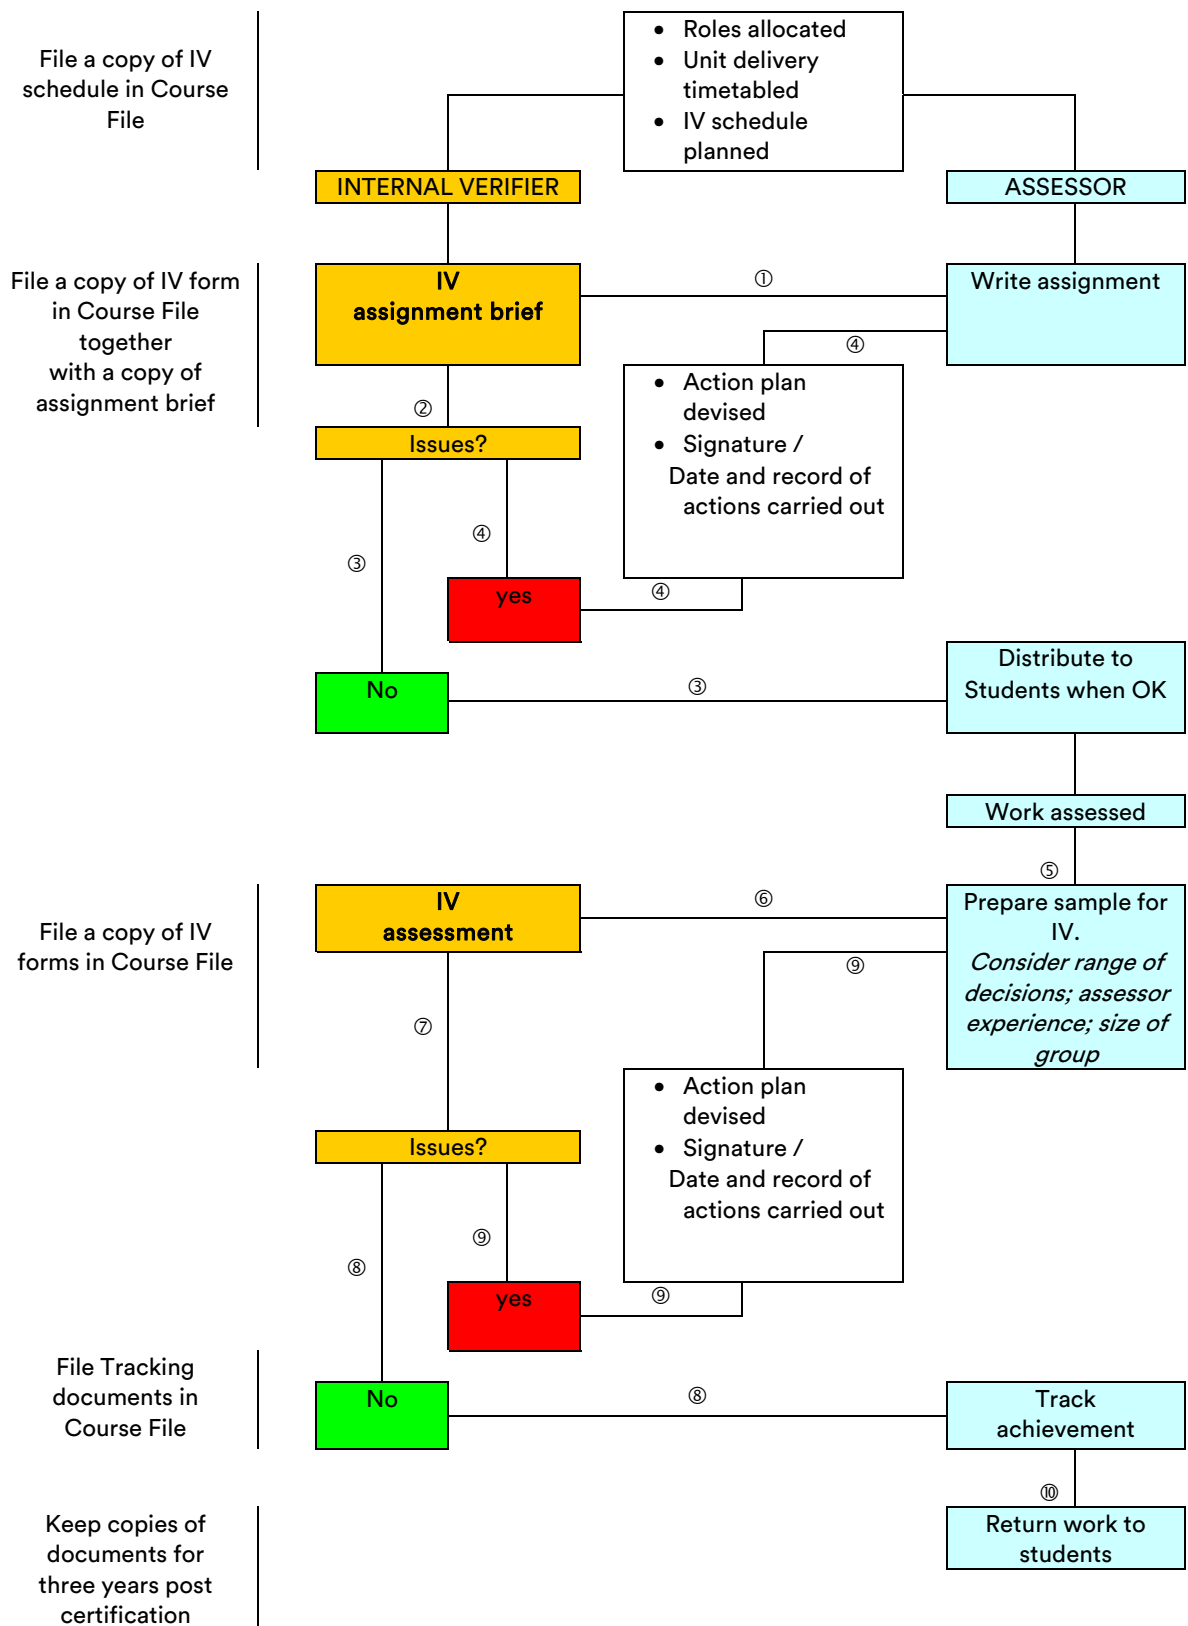 File a copy of IV
schedule in Course
File
• Roles allocated
• Unit delivery
timetabled
• IV schedule
planned
INTERNAL VERIFIER
ASSESSOR
File a copy of IV form
in Course File
together
with a copy of
assignment brief
IV
assignment brief
①
Write assignment
④
②
• Action plan
devised
• Signature /
Date and record of
actions carried out
Issues?
③
④
yes
④
No
③
Distribute to
Students when OK
Work assessed
⑤
File a copy of IV
forms in Course File
IV
assessment
⑥
Prepare sample for
IV.
Consider range of
decisions; assessor
experience; size of
group
⑨
⑦
• Action plan
devised
• Signature /
Date and record of
actions carried out
Issues?
⑧
⑨
yes
⑨
File Tracking
documents in
Course File
No
⑧
Track
achievement
⑩
Keep copies of
documents for
three years post
certification
Return work to
students